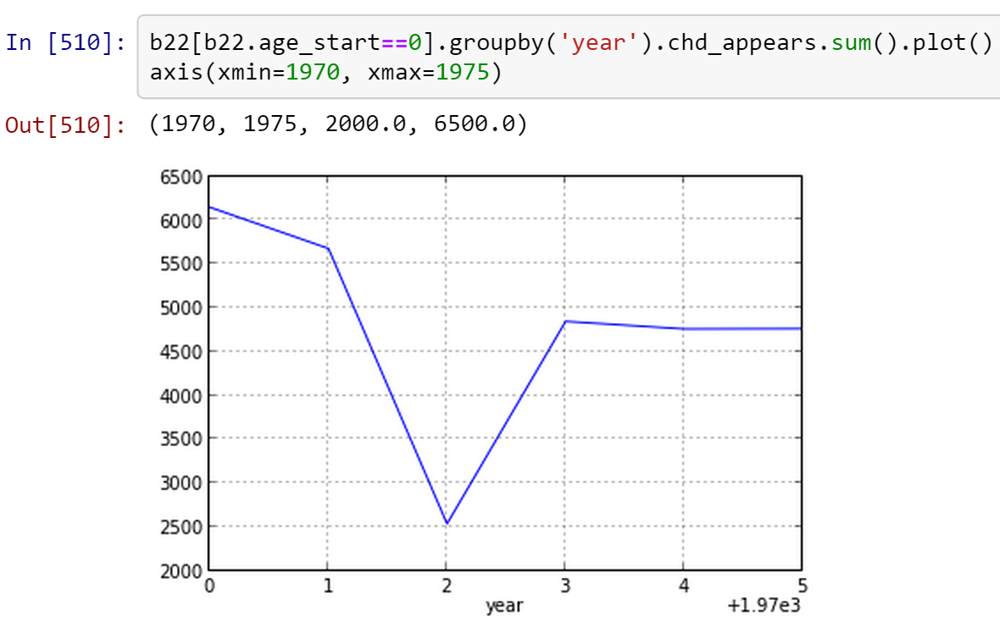 In [510]: b22[b22.age_start==0].groupby('year').chd_appears.sum().plot()
axis(xmin=1970, xmax=1975)
Out[510]: (1970, 1975, 2000.0, 6500.0)
6500
6000
5500
5000
4500
4000
3500
3000
2500
2000
0 1 2 3 4 5
year +1.97e3